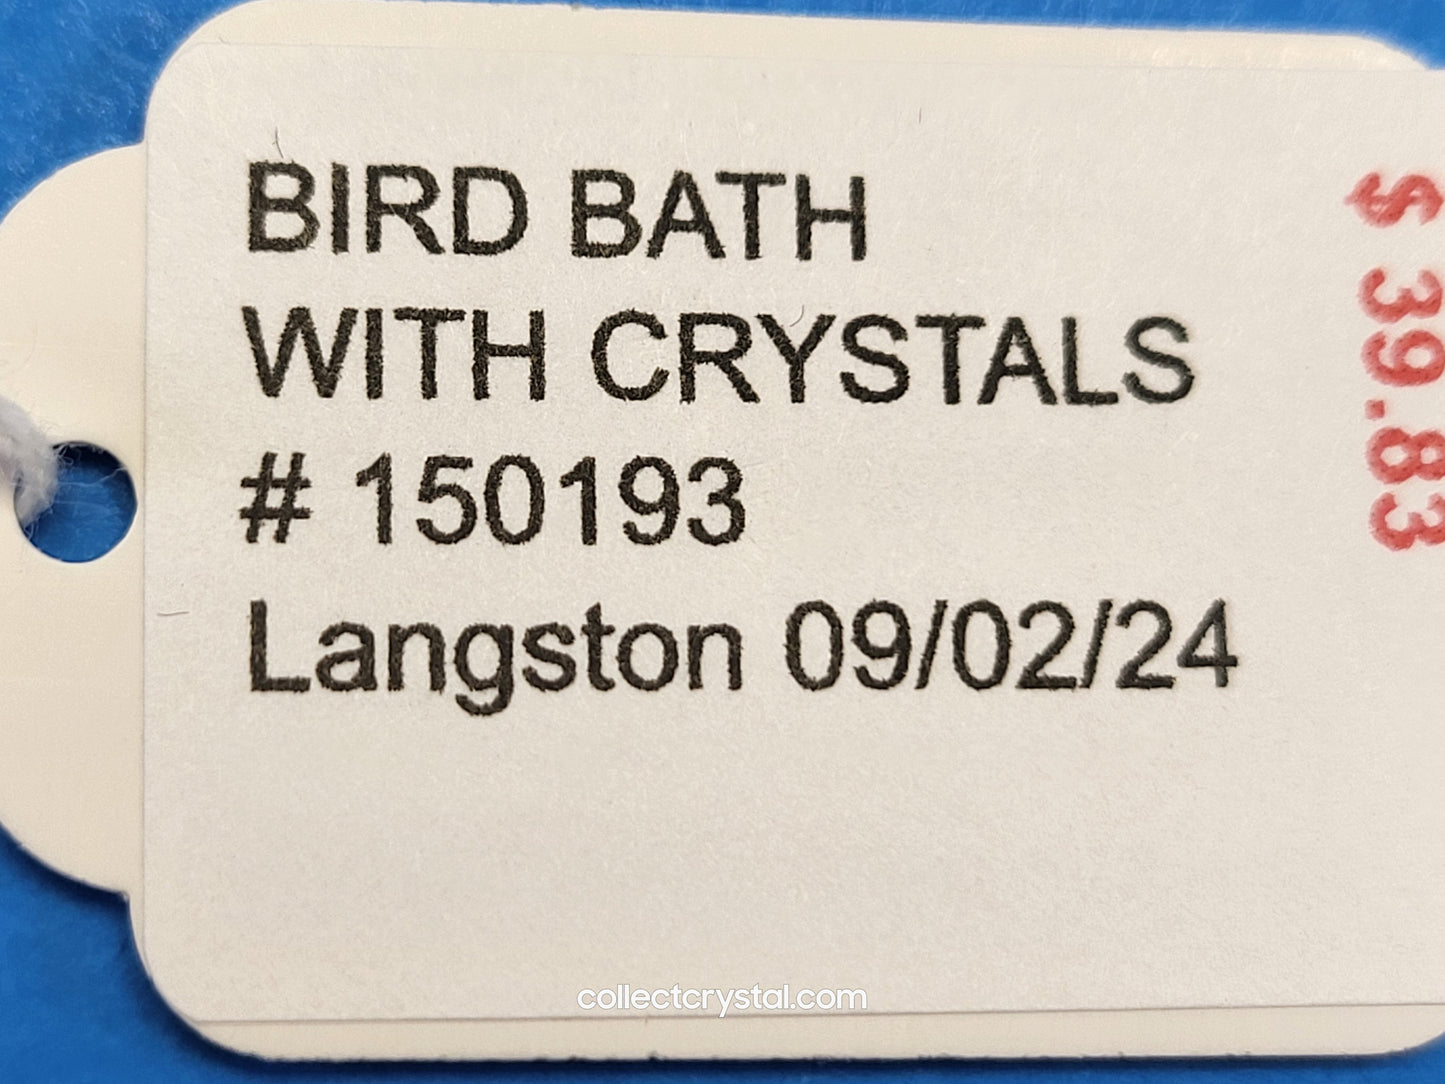 BIRD BATH
WITH CRYSTALS
# 150193
Langston 09/02/24
$ 39.83
collectcrystal.com